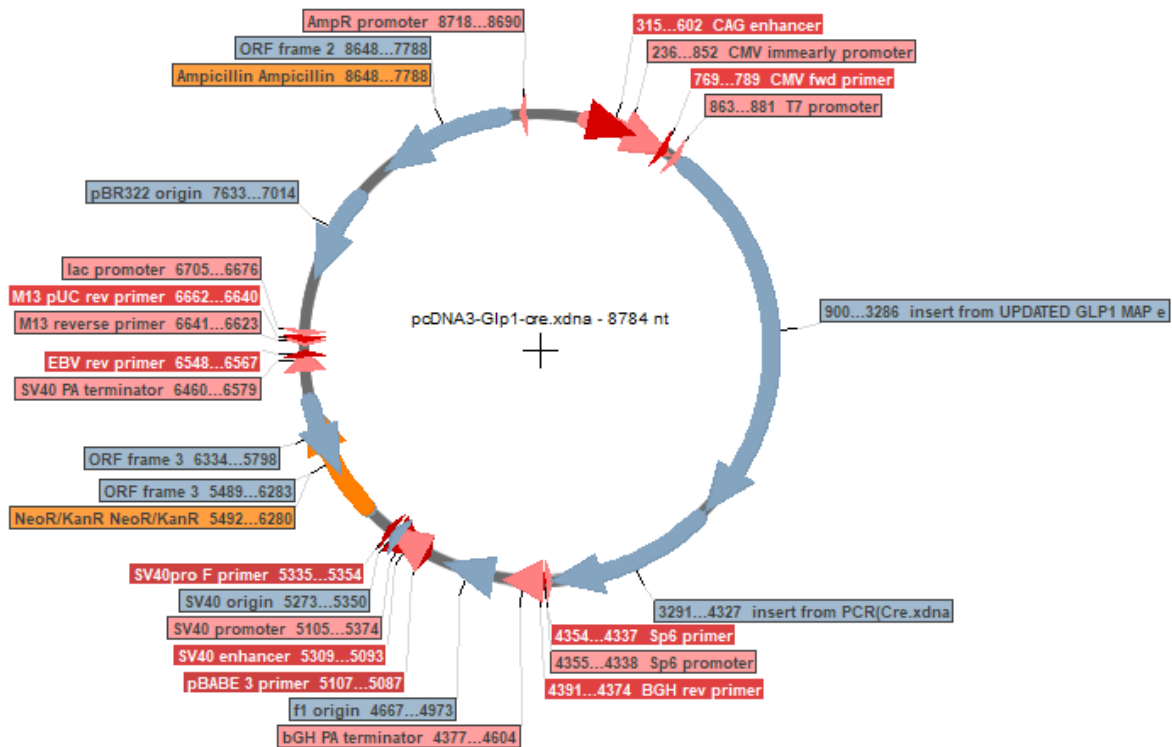 AmpR promoter 8718...8690
ORF frame 2 8648...7788
Ampicillin Ampicillin 8648...7788
pBR322 origin 7633...7014
lac promoter 6705...6676
M13 pUC rev primer 6662...6640
M13 reverse primer 6641...6623
EBV rev primer 6548...6567
SV40 PA terminator 6460...6579
ORF frame 3 6334...5798
ORF frame 3 5489...6283
NeoR/KanR NeoR/KanR 5492...6280
SV40pro F primer 5335...5354
SV40 origin 5273...5350
SV40 promoter 5105...5374
SV40 enhancer 5309...5093
pBABE 3 primer 5107...5087
f1 origin 4667...4973
bGH PA terminator 4377...4604
pcDNA3-Glp1-cre.xdna - 8784 nt
315...602 CAG enhancer
236...852 CMV immearly promoter
769...789 CMV fwd primer
863...881 T7 promoter
900...3286 insert from UPDATED GLP1 MAP e
3291...4327 insert from PCR(Cre.xdna
4354...4337 Sp6 primer
4355...4338 Sp6 promoter
4391...4374 BGH rev primer